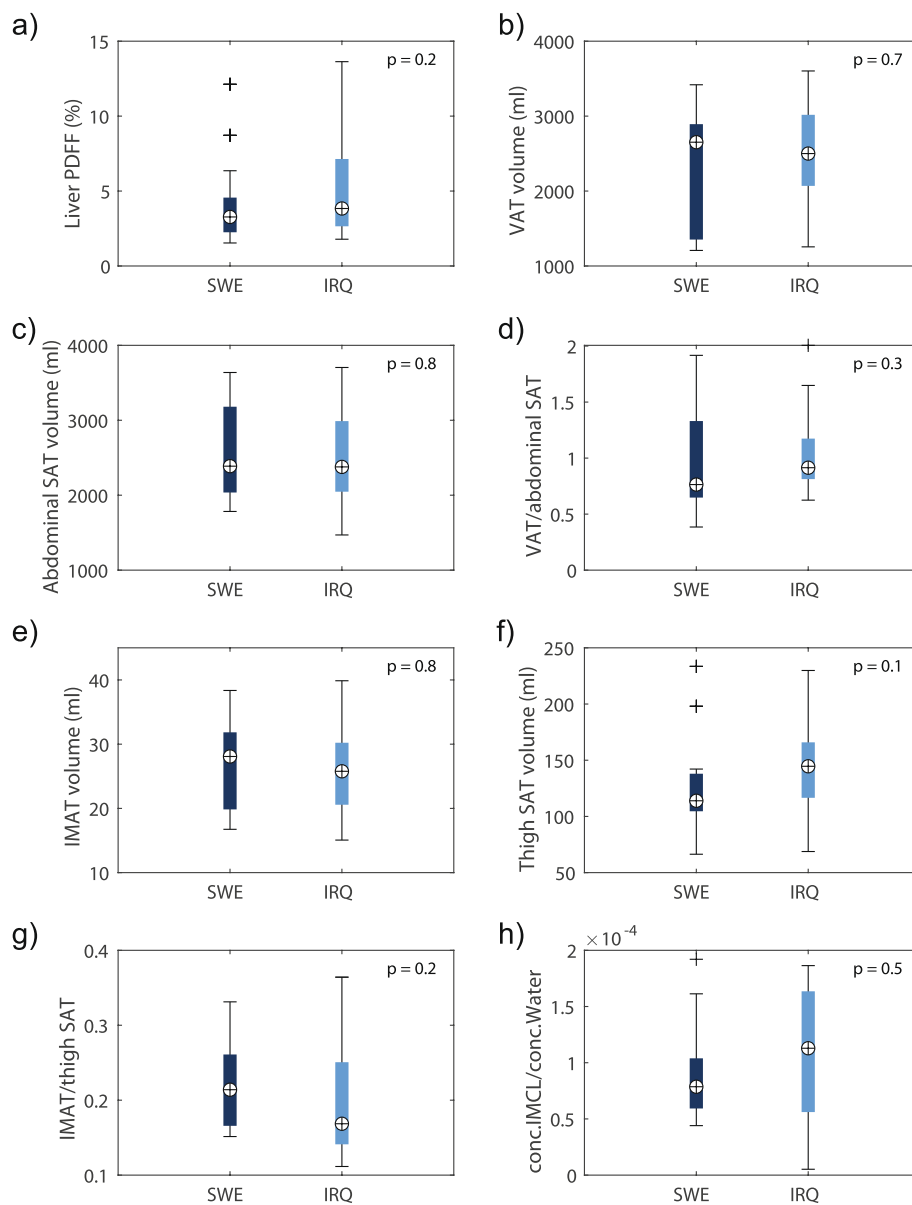 a)
15
10
5
0
Liver PDFF (%)
p = 0.2
SWE
IRQ
b)
4000
3000
2000
1000
VAT volume (ml)
p = 0.7
SWE
IRQ
c)
4000
3000
2000
1000
Abdominal SAT volume (ml)
p = 0.8
SWE
IRQ
d)
2
1.5
1
0.5
0
VAT/abdominal SAT
p = 0.3
SWE
IRQ
e)
40
30
20
10
IMAT volume (ml)
p = 0.8
SWE
IRQ
f)
250
200
150
100
50
Thigh SAT volume (ml)
p = 0.1
SWE
IRQ
g)
0.4
0.3
0.2
0.1
IMAT/thigh SAT
p = 0.2
SWE
IRQ
h)
× 10⁻⁴
2
1.5
1
0.5
0
conc.IMCL/conc.Water
p = 0.5
SWE
IRQ